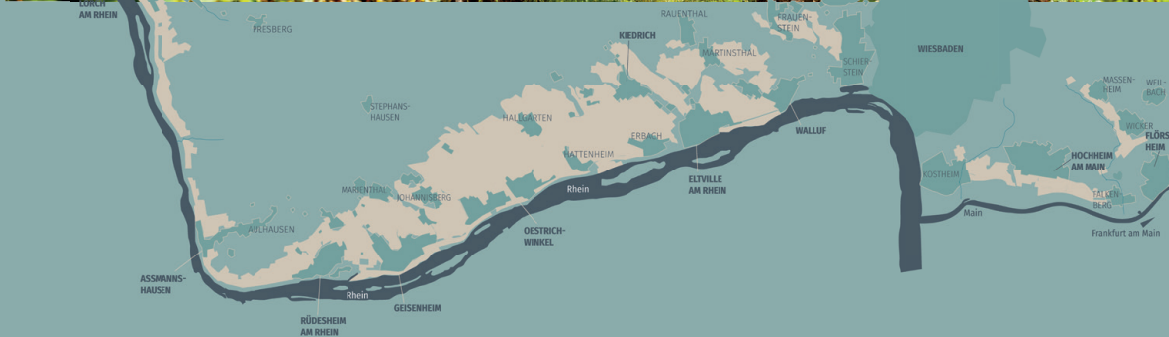 LORCH
AM RHEIN
PRESBERG
STEPHANS-
HAUSEN
RAUENTHAL
KIEDRICH
MARTINSTHAL
FRAUEN-
STEIN
SCHIER-
STEIN
WIESBADEN
MASSEN-
HEIM
WEIL-
BACH
WICKER
FLÖRS
HEIM
HALLGARTEN
ERBACH
HATTENHEIM
WALLUF
HOCHHEIM
AM MAIN
KOSTHEIM
FALKEN-
BERG
MARIENTHAL
JOHANNISBERG
Rhein
ELTVILLE
AM RHEIN
Main
Frankfurt am Main
AULHAUSEN
OESTRICH-
WINKEL
ASSMANNS-
HAUSEN
Rhein
GEISENHEIM
RÜDESHEIM
AM RHEIN